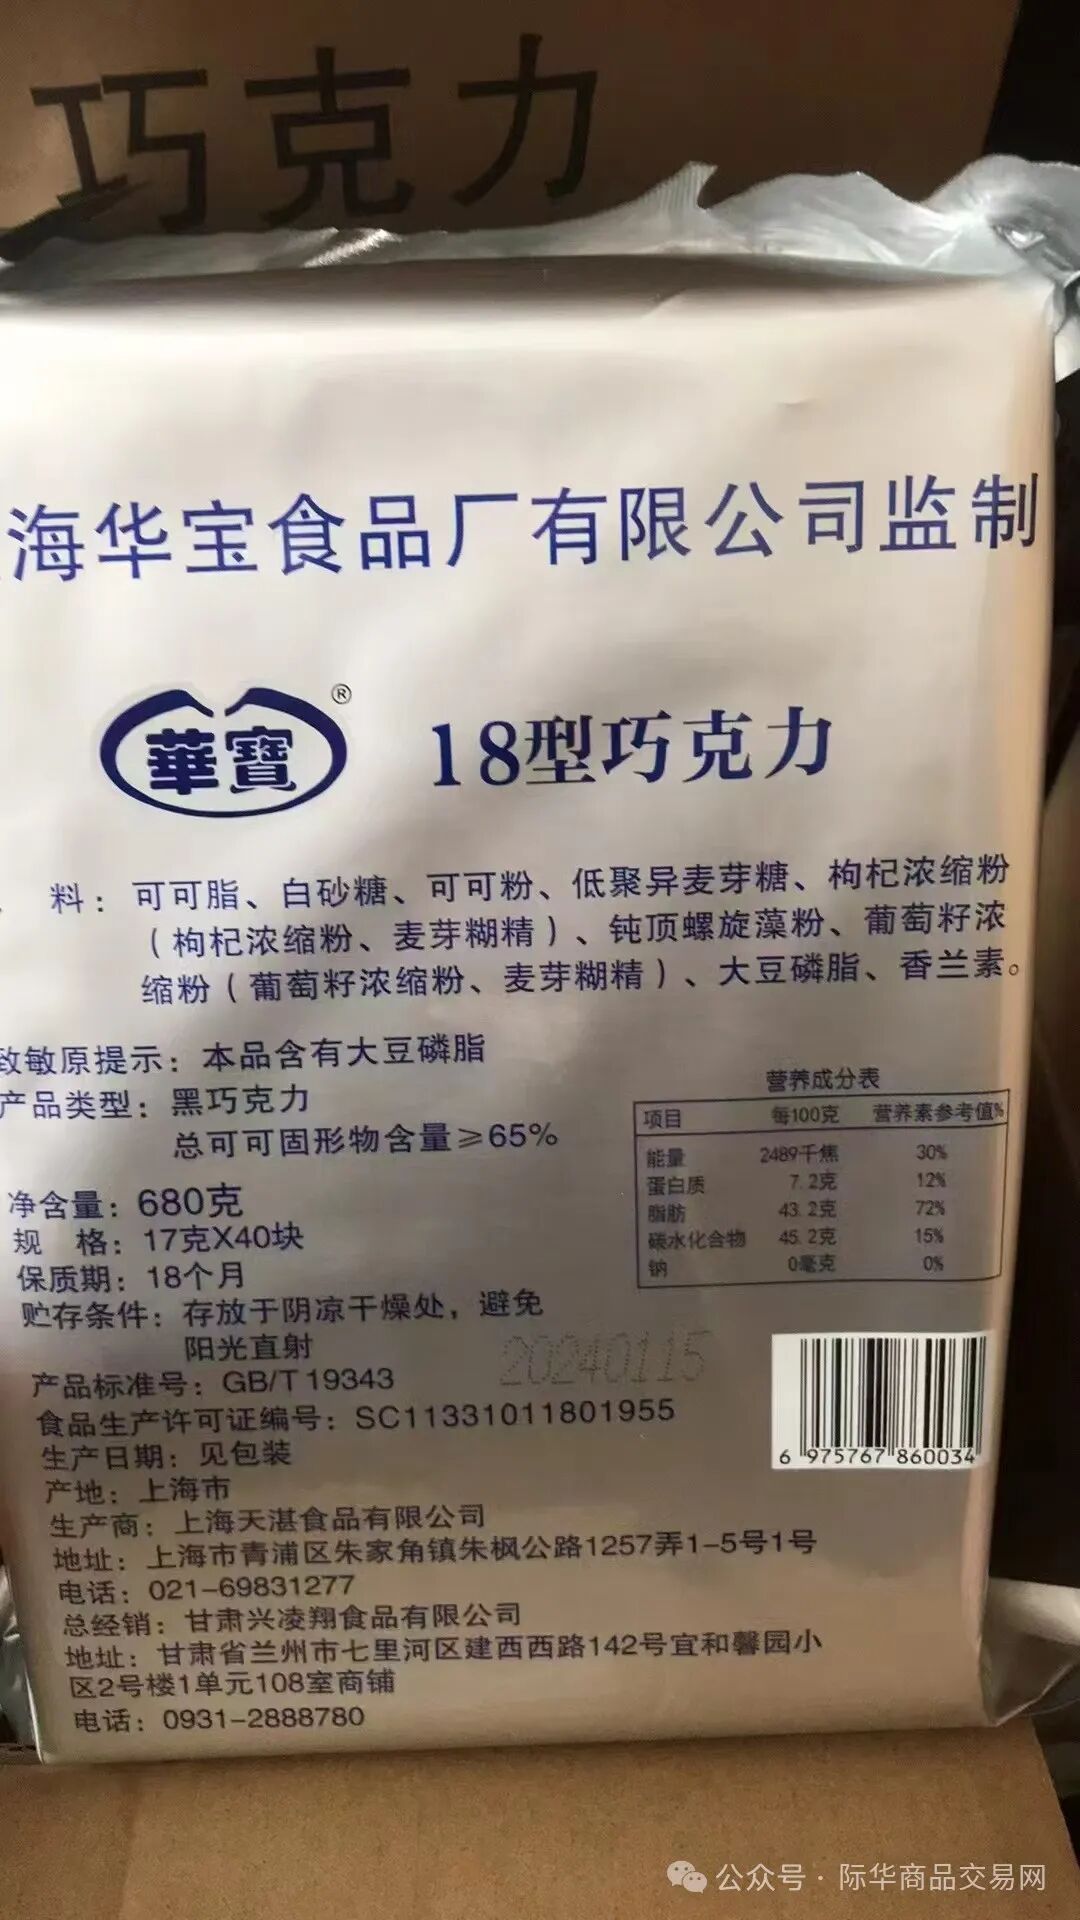 巧克力
海华宝食品厂有限公司监制
華寶® 18型巧克力
料：可可脂、白砂糖、可可粉、低聚异麦芽糖、枸杞浓缩粉
（枸杞浓缩粉、麦芽糊精）、钝顶螺旋藻粉、葡萄籽浓
缩粉（葡萄籽浓缩粉、麦芽糊精）、大豆磷脂、香兰素。
致敏原提示：本品含有大豆磷脂
产品类型：黑巧克力
总可可固形物含量≥65%
营养成分表
项目 每100克 营养素参考值%
能量 2489千焦 30%
蛋白质 7.2克 12%
脂肪 43.2克 72%
碳水化合物 45.2克 15%
钠 0毫克 0%
净含量：680克
规 格：17克X40块
保质期：18个月
贮存条件：存放于阴凉干燥处，避免
阳光直射
20240115
产品标准号：GB/T 19343
食品生产许可证编号：SC11331011801955
生产日期：见包装
6 975767 860034
产地：上海市
生产商：上海天湛食品有限公司
地址：上海市青浦区朱家角镇朱枫公路1257弄1-5号1号
电话：021-69831277
总经销：甘肃兴凌翔食品有限公司
地址：甘肃省兰州市七里河区建西西路142号宜和馨园小
区2号楼1单元108室商铺
电话：0931-2888780
公众号·际华商品交易网